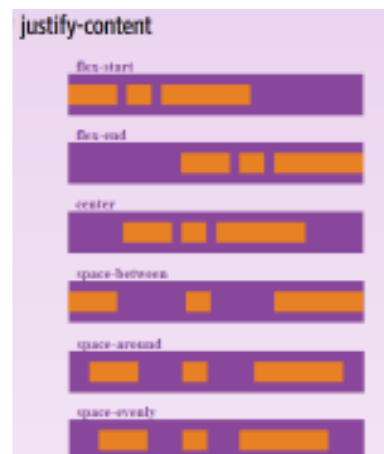 justify-content
flex-start
flex-end
center
space-between
space-around
space-evenly